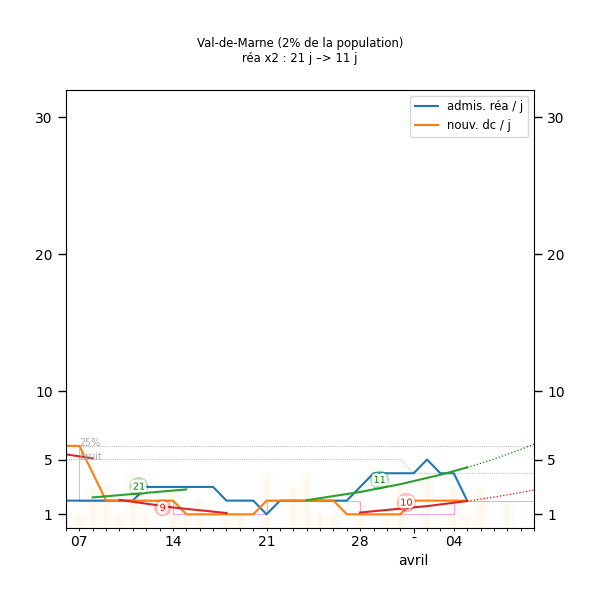 Val-de-Marne (2% de la population)
réa x2 : 21 j –> 11 j
admis. réa / j
nouv. dc / j
30 30
20 20
10 10
25%
bruit
5 5
21 9 11 10
1 1
07 14 21 28 - 04
avril